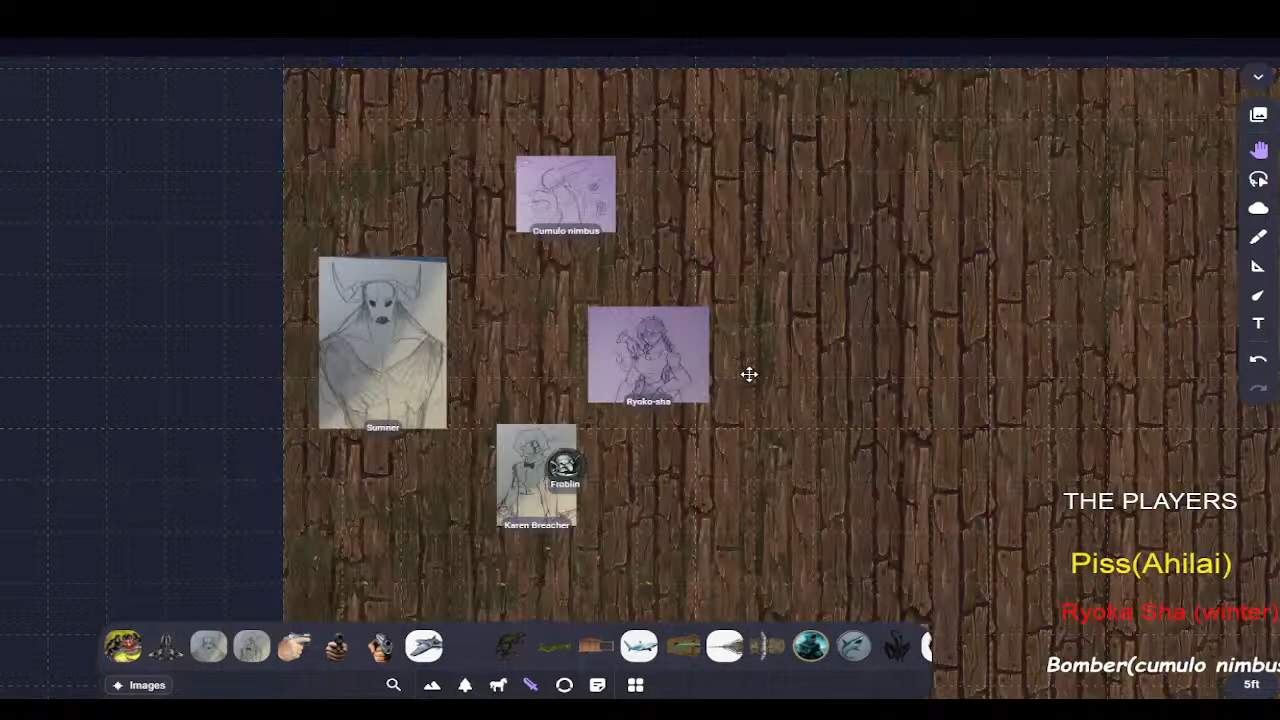 Cumulo nimbus
Sumner
Ryoko-sha
Froblin
Karen Breacher
THE PLAYERS
Piss(Ahilai)
Ryoka Sha (winter)
Bomber(cumulo nimbus
Images
5ft